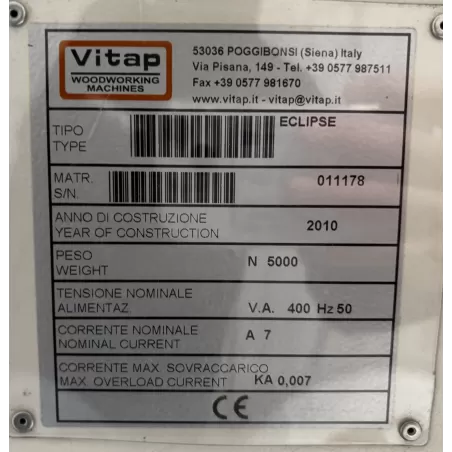 Vitap
WOODWORKING
MACHINES
53036 POGGIBONSI (Siena) Italy
Via Pisana, 149 - Tel. +39 0577 987511
Fax +39 0577 981670
www.vitap.it - vitap@vitap.it
TIPO
TYPE
ECLIPSE
MATR.
S/N.
011178
ANNO DI COSTRUZIONE
YEAR OF CONSTRUCTION
2010
PESO
WEIGHT
N 5000
TENSIONE NOMINALE
ALIMENTAZ
V.A. 400 Hz 50
CORRENTE NOMINALE
NOMINAL CURRENT
A 7
CORRENTE MAX. SOVRACCARICO
MAX. OVERLOAD CURRENT
KA 0,007
CE